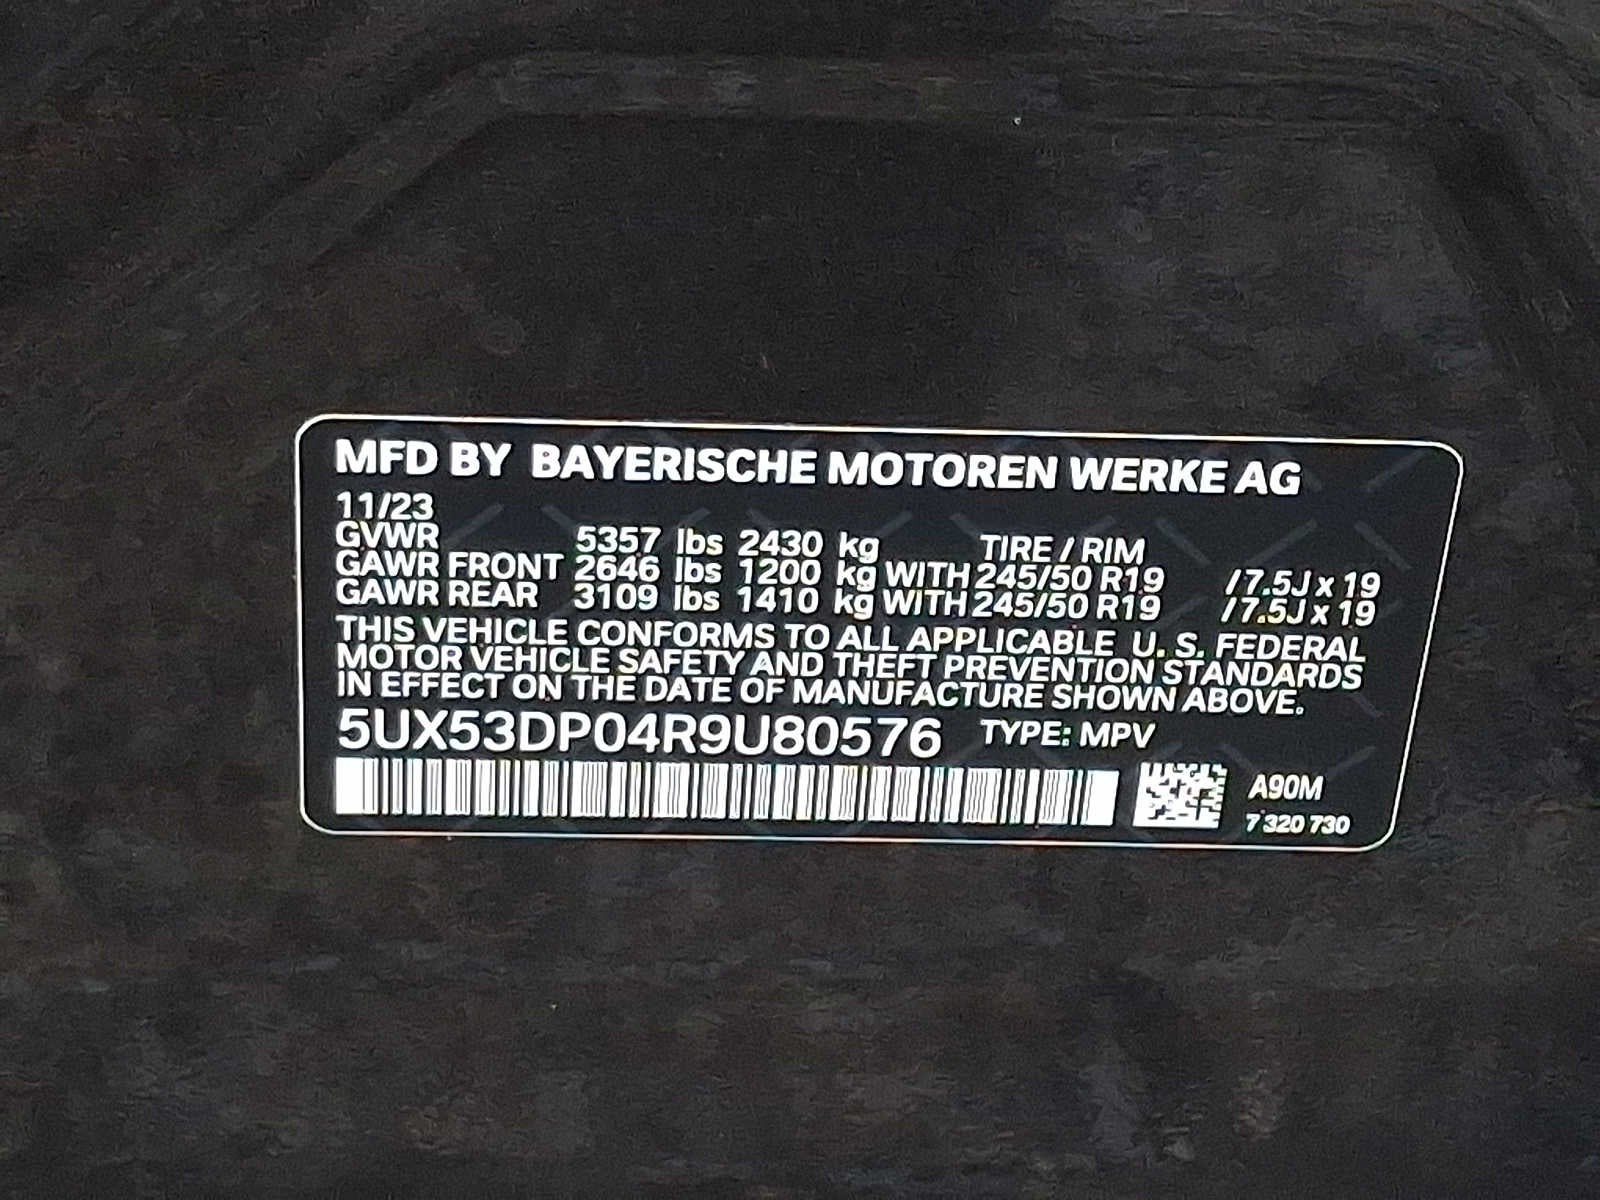 MFD BY BAYERISCHE MOTOREN WERKE AG
11/23
GVWR 5357 lbs 2430 kg TIRE / RIM
GAWR FRONT 2646 lbs 1200 kg WITH 245/50 R19 / 7.5J x 19
GAWR REAR 3109 lbs 1410 kg WITH 245/50 R19 / 7.5J x 19
THIS VEHICLE CONFORMS TO ALL APPLICABLE U. S. FEDERAL
MOTOR VEHICLE SAFETY AND THEFT PREVENTION STANDARDS
IN EFFECT ON THE DATE OF MANUFACTURE SHOWN ABOVE.
5UX53DP04R9U80576 TYPE: MPV
A90M
7 320 730